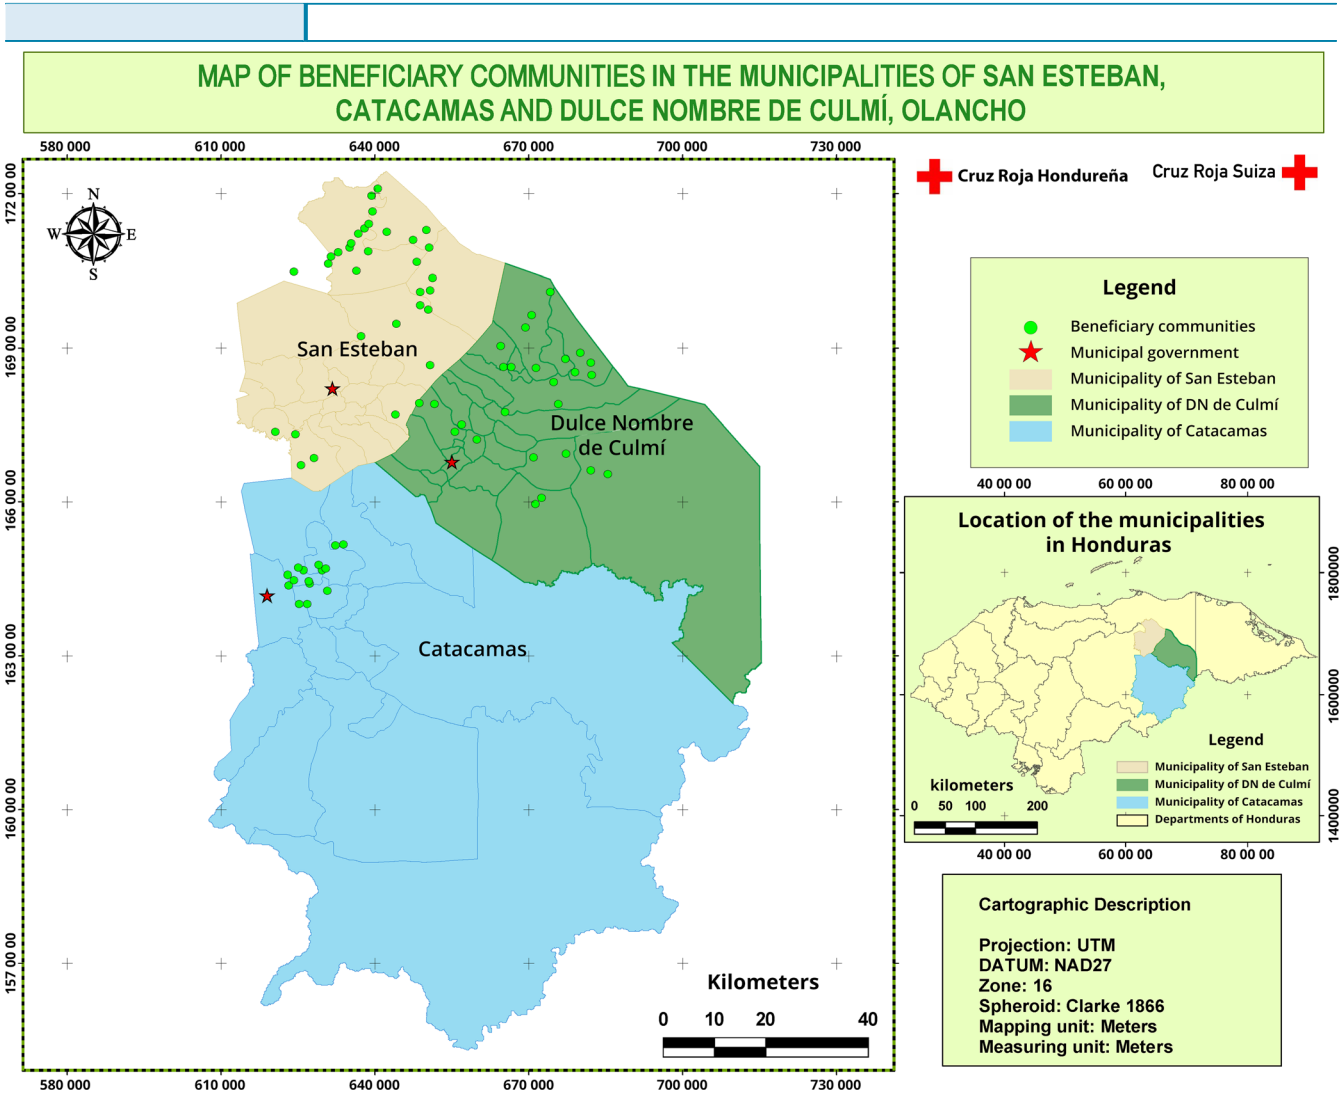 MAP OF BENEFICIARY COMMUNITIES IN THE MUNICIPALITIES OF SAN ESTEBAN,
CATACAMAS AND DULCE NOMBRE DE CULMÍ, OLANCHO
580 000 610 000 640 000 670 000 700 000 730 000
Cruz Roja Hondureña
Cruz Roja Suiza
N
W E
S
172 00 00
169 00 00
166 00 00
163 00 00
160 00 00
157 00 00
San Esteban
Dulce Nombre
de Culmí
Catacamas
Kilometers
0 10 20 40
580 000 610 000 640 000 670 000 700 000 730 000
Legend
Beneficiary communities
Municipal government
Municipality of San Esteban
Municipality of DN de Culmí
Municipality of Catacamas
40 00 00 60 00 00 80 00 00
Location of the municipalities
in Honduras
1800000
1600000
1400000
Legend
Municipality of San Esteban
Municipality of DN de Culmí
Municipality of Catacamas
Departments of Honduras
kilometers
0 50 100 200
40 00 00 60 00 00 80 00 00
Cartographic Description
Projection: UTM
DATUM: NAD27
Zone: 16
Spheroid: Clarke 1866
Mapping unit: Meters
Measuring unit: Meters